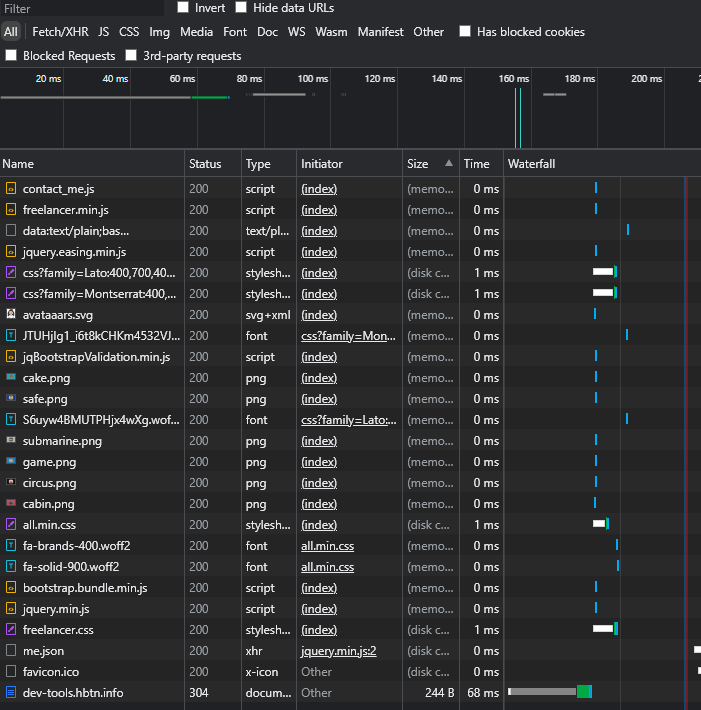 Filter Invert Hide data URLs
All Fetch/XHR JS CSS Img Media Font Doc WS Wasm Manifest Other Has blocked cookies
Blocked Requests 3rd-party requests
20 ms 40 ms 60 ms 80 ms 100 ms 120 ms 140 ms 160 ms 180 ms 200 ms 2
Name Status Type Initiator Size Time Waterfall
contact_me.js 200 script (index) (memo... 0 ms
freelancer.min.js 200 script (index) (memo... 0 ms
data:text/plain;bas... 200 text/pl... (index) (memo... 0 ms
jquery.easing.min.js 200 script (index) (memo... 0 ms
css?family=Lato:400,700,40... 200 stylesh... (index) (disk c... 1 ms
css?family=Montserrat:400,... 200 stylesh... (index) (disk c... 1 ms
avataaars.svg 200 svg+xml (index) (memo... 0 ms
JTUHjIg1_i6t8kCHKm4532VJ... 200 font css?family=Mon... (memo... 0 ms
jqBootstrapValidation.min.js 200 script (index) (memo... 0 ms
cake.png 200 png (index) (memo... 0 ms
safe.png 200 png (index) (memo... 0 ms
S6uyw4BMUTPHjx4wXg.wof... 200 font css?family=Lato:... (memo... 0 ms
submarine.png 200 png (index) (memo... 0 ms
game.png 200 png (index) (memo... 0 ms
circus.png 200 png (index) (memo... 0 ms
cabin.png 200 png (index) (memo... 0 ms
all.min.css 200 stylesh... (index) (disk c... 1 ms
fa-brands-400.woff2 200 font all.min.css (memo... 0 ms
fa-solid-900.woff2 200 font all.min.css (memo... 0 ms
bootstrap.bundle.min.js 200 script (index) (memo... 0 ms
jquery.min.js 200 script (index) (memo... 0 ms
freelancer.css 200 stylesh... (index) (disk c... 1 ms
me.json 200 xhr jquery.min.js:2 (disk c... 0 ms
favicon.ico 200 x-icon Other (disk c... 0 ms
dev-tools.hbtn.info 304 docum... Other 244 B 68 ms